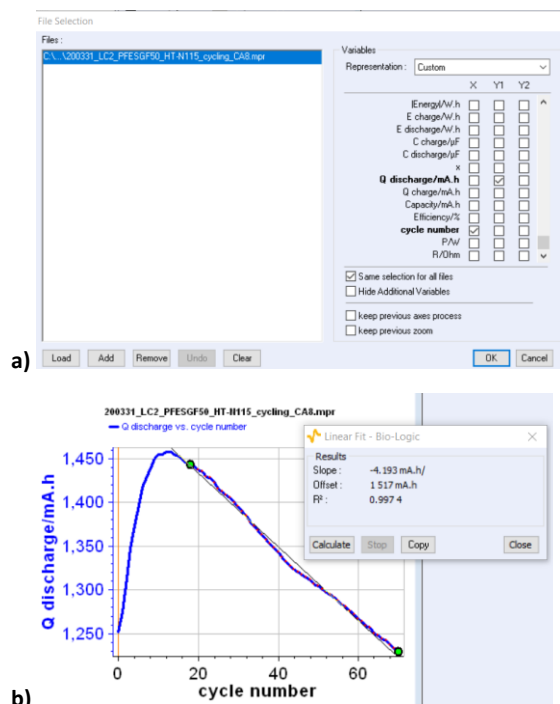 File Selection
Files :
C:\...\200331_LC2_PFESGF50_HT-N115_cycling_CA8.mpr
Variables
Representation : Custom
X Y1 Y2
|Energy|/W.h
E charge/W.h
E discharge/W.h
C charge/µF
C discharge/µF
x
Q discharge/mA.h
Q charge/mA.h
Capacity/mA.h
Efficiency/%
cycle number
P/W
R/Ohm
Same selection for all files
Hide Additional Variables
keep previous axes process
keep previous zoom
a) Load Add Remove Undo Clear OK Cancel
200331_LC2_PFESGF50_HT-N115_cycling_CA8.mpr
Q discharge vs. cycle number
Linear Fit - Bio-Logic
Results
Slope : -4.193 mA.h/
Offset : 1 517 mA.h
R² : 0.997 4
Calculate Stop Copy Close
Q discharge/mA.h
1,450
1,400
1,350
1,300
1,250
0 20 40 60
cycle number
b)